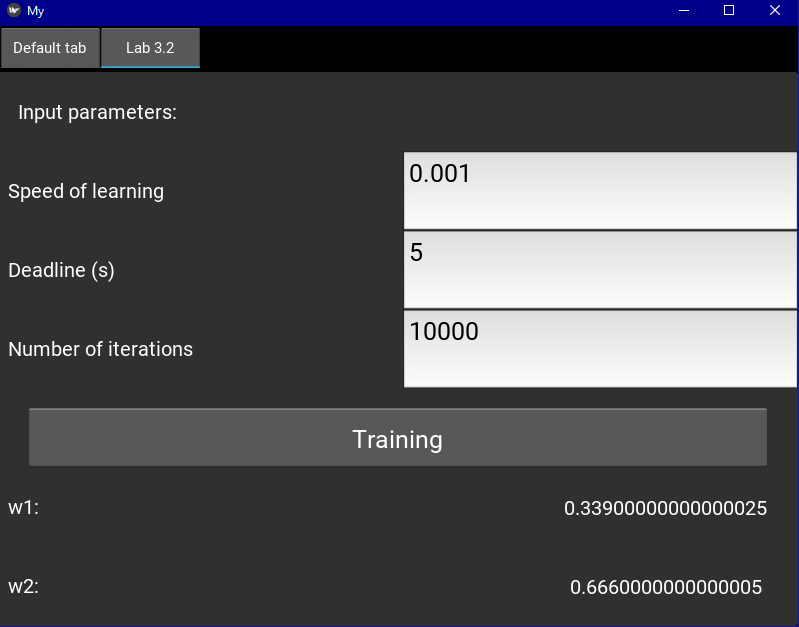 My
Default tab
Lab 3.2
Input parameters:
Speed of learning
0.001
Deadline (s)
5
Number of iterations
10000
Training
w1:
0.33900000000000025
w2:
0.6660000000000005